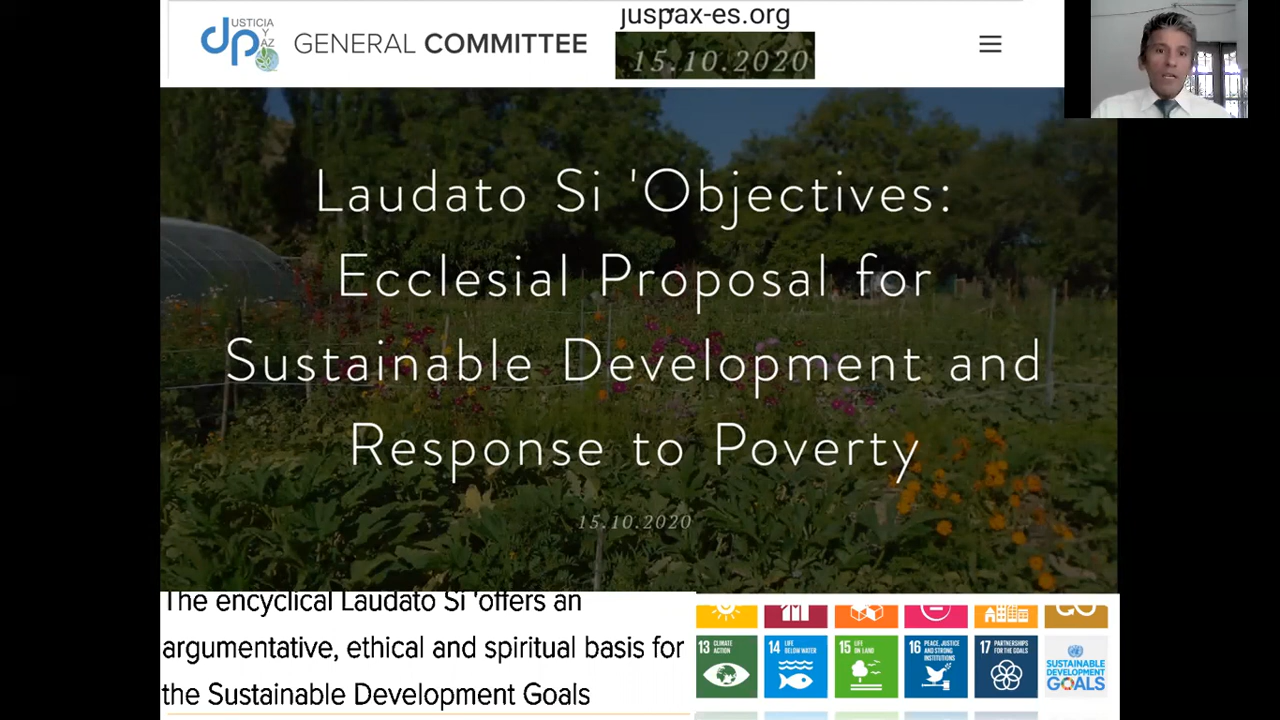 juspax-es.org
JUSTICIA
Y
PAZ
dp
GENERAL COMMITTEE
15.10.2020
Laudato Si 'Objectives:
Ecclesial Proposal for
Sustainable Development and
Response to Poverty
15.10.2020
The encyclical Laudato Si 'offers an
argumentative, ethical and spiritual basis for
the Sustainable Development Goals
13 CLIMATE ACTION
14 LIFE BELOW WATER
15 LIFE ON LAND
16 PEACE, JUSTICE AND STRONG INSTITUTIONS
17 PARTNERSHIPS FOR THE GOALS
SUSTAINABLE
DEVELOPMENT
GOALS